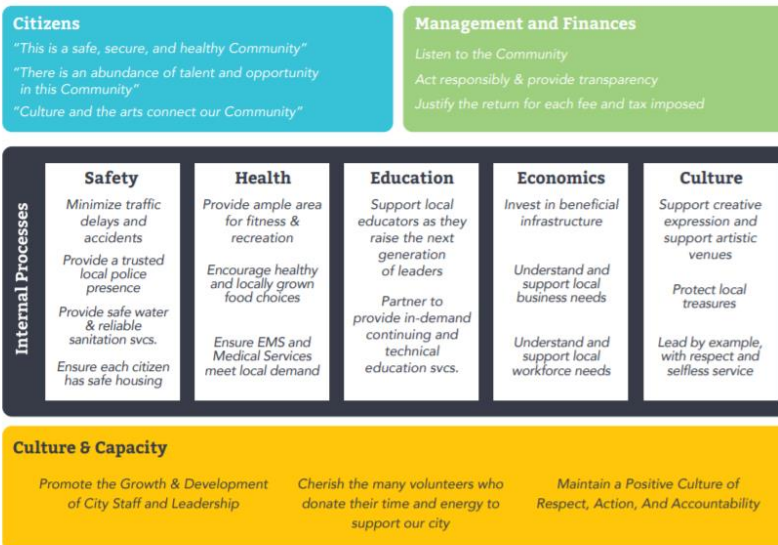 Citizens
"This is a safe, secure, and healthy Community"
"There is an abundance of talent and opportunity
in this Community"
"Culture and the arts connect our Community"
Management and Finances
Listen to the Community
Act responsibly & provide transparency
Justify the return for each fee and tax imposed
Internal Processes
Safety
Minimize traffic
delays and
accidents
Provide a trusted
local police
presence
Provide safe water
& reliable
sanitation svcs.
Ensure each citizen
has safe housing
Health
Provide ample area
for fitness &
recreation
Encourage healthy
and locally grown
food choices
Ensure EMS and
Medical Services
meet local demand
Education
Support local
educators as they
raise the next
generation
of leaders
Partner to
provide in-demand
continuing and
technical
education svcs.
Economics
Invest in beneficial
infrastructure
Understand and
support local
business needs
Understand and
support local
workforce needs
Culture
Support creative
expression and
support artistic
venues
Protect local
treasures
Lead by example,
with respect and
selfless service
Culture & Capacity
Promote the Growth & Development
of City Staff and Leadership
Cherish the many volunteers who
donate their time and energy to
support our city
Maintain a Positive Culture of
Respect, Action, And Accountability